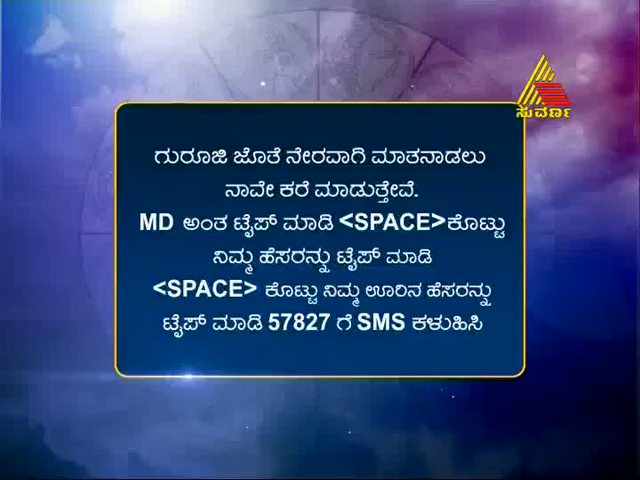 ಸುವರ್ಣ
ಗುರೂಜಿ ಜೊತೆ ನೇರವಾಗಿ ಮಾತನಾಡಲು
ನಾವೇ ಕರೆ ಮಾಡುತ್ತೇವೆ.
MD ಅಂತ ಟೈಪ್ ಮಾಡಿ <SPACE>ಕೊಟ್ಟು
ನಿಮ್ಮ ಹೆಸರನ್ನು ಟೈಪ್ ಮಾಡಿ
<SPACE> ಕೊಟ್ಟು ನಿಮ್ಮ ಊರಿನ ಹೆಸರನ್ನು
ಟೈಪ್ ಮಾಡಿ 57827 ಗೆ SMS ಕಳುಹಿಸಿ